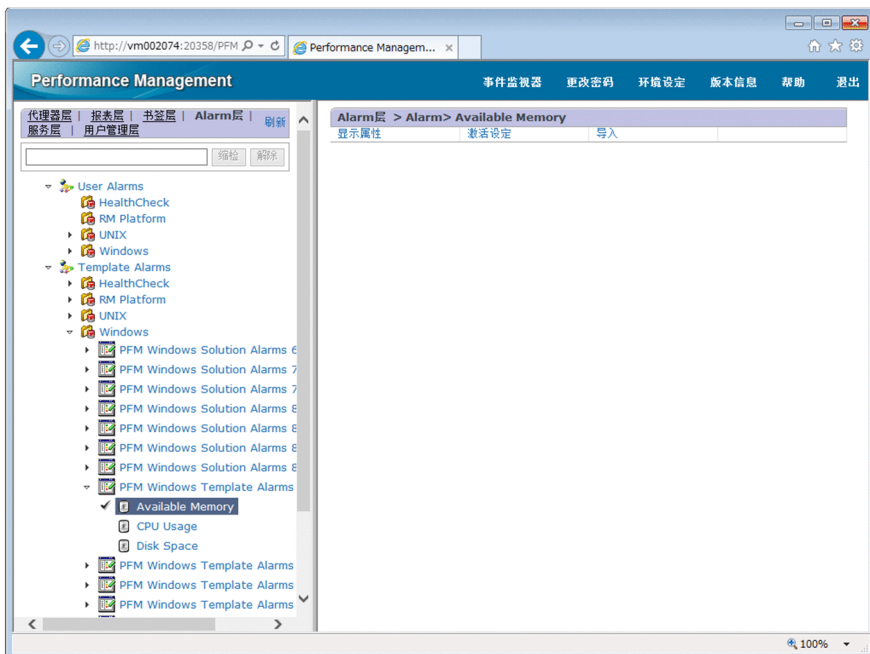 http://vm002074:20358/PFM
Performance Managem...
Performance Management
事件监视器 更改密码 环境设定 版本信息 帮助 退出
代理器层 | 报表层 | 书签层 | Alarm层 | 刷新
服务层 | 用户管理层
缩检 解除
Alarm层 > Alarm> Available Memory
显示属性 激活设定 导入
User Alarms
HealthCheck
RM Platform
UNIX
Windows
Template Alarms
HealthCheck
RM Platform
UNIX
Windows
PFM Windows Solution Alarms 6
PFM Windows Solution Alarms 7
PFM Windows Solution Alarms 7
PFM Windows Solution Alarms 8
PFM Windows Solution Alarms 8
PFM Windows Solution Alarms 8
PFM Windows Solution Alarms 8
PFM Windows Template Alarms
Available Memory
CPU Usage
Disk Space
PFM Windows Template Alarms
PFM Windows Template Alarms
PFM Windows Template Alarms
100%